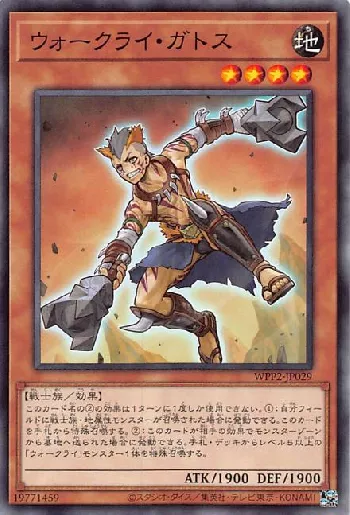 ウォークライ・ガトス
地
WPP2-JP029
【戦士族/効果】
このカード名の②の効果は1ターンに1度しか使用できない。①:自分フィー
ルドに戦士族・地属性モンスターが召喚された場合に発動できる。このカード
を手札から特殊召喚する。②:このカードが相手の効果でモンスターゾーン
から墓地へ送られた場合に発動できる。手札・デッキからレベル5以上の
「ウォークライ」モンスター1体を特殊召喚する。
ATK/1900 DEF/1900
19771459 ©スタジオ・ダイス/集英社・テレビ東京・KONAMI